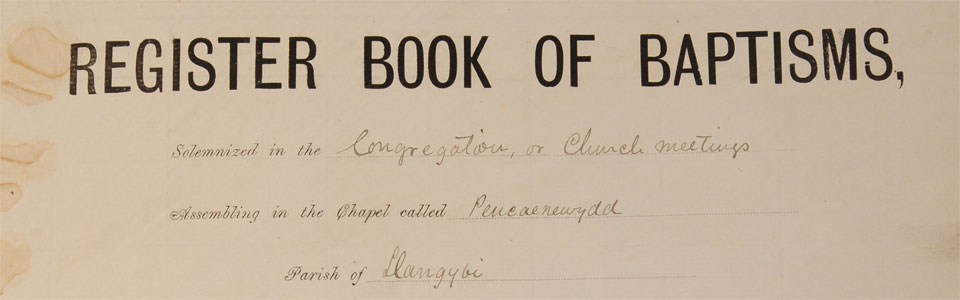 REGISTER BOOK OF BAPTISMS,
Solemnized in the Congregation, or Church meetings
Assembling in the Chapel called Pencaenewydd
Parish of Llangybi